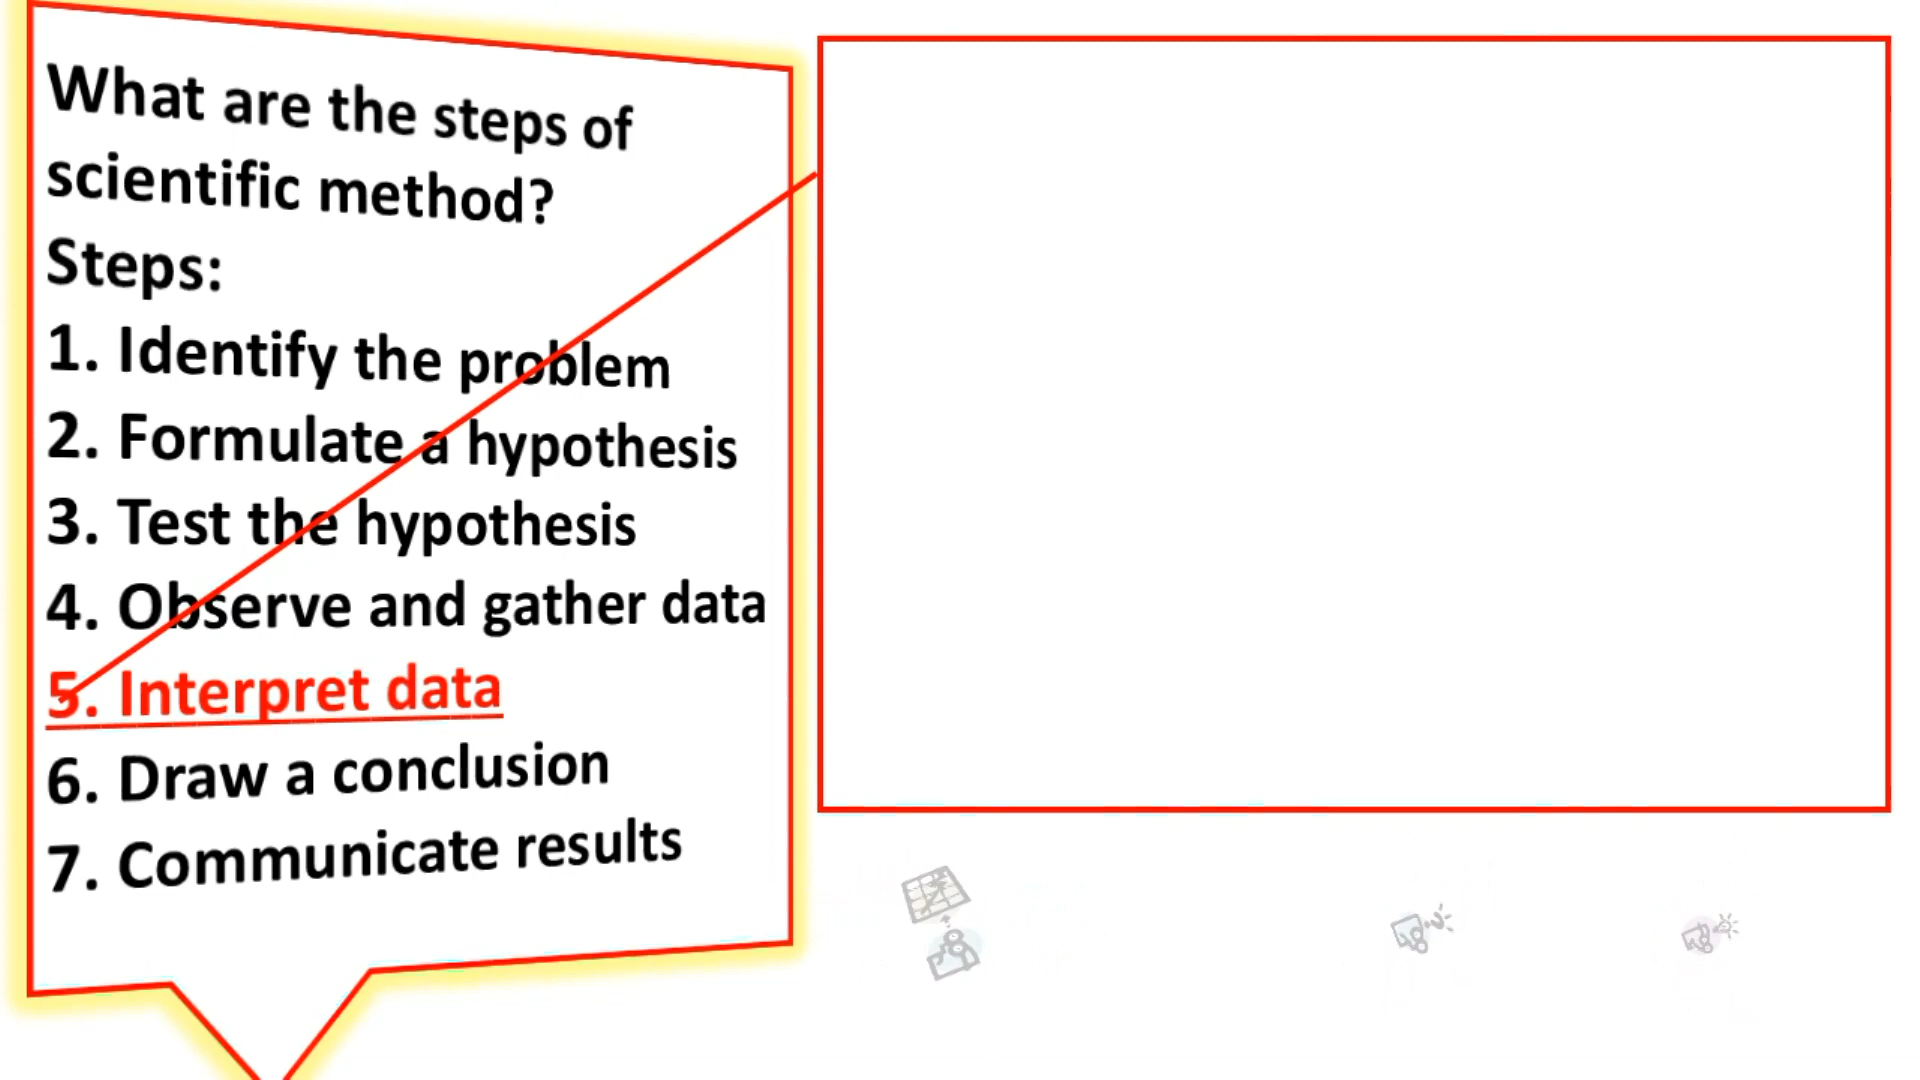 What are the steps of
scientific method?
Steps:
1. Identify the problem
2. Formulate a hypothesis
3. Test the hypothesis
4. Observe and gather data
5. Interpret data
6. Draw a conclusion
7. Communicate results